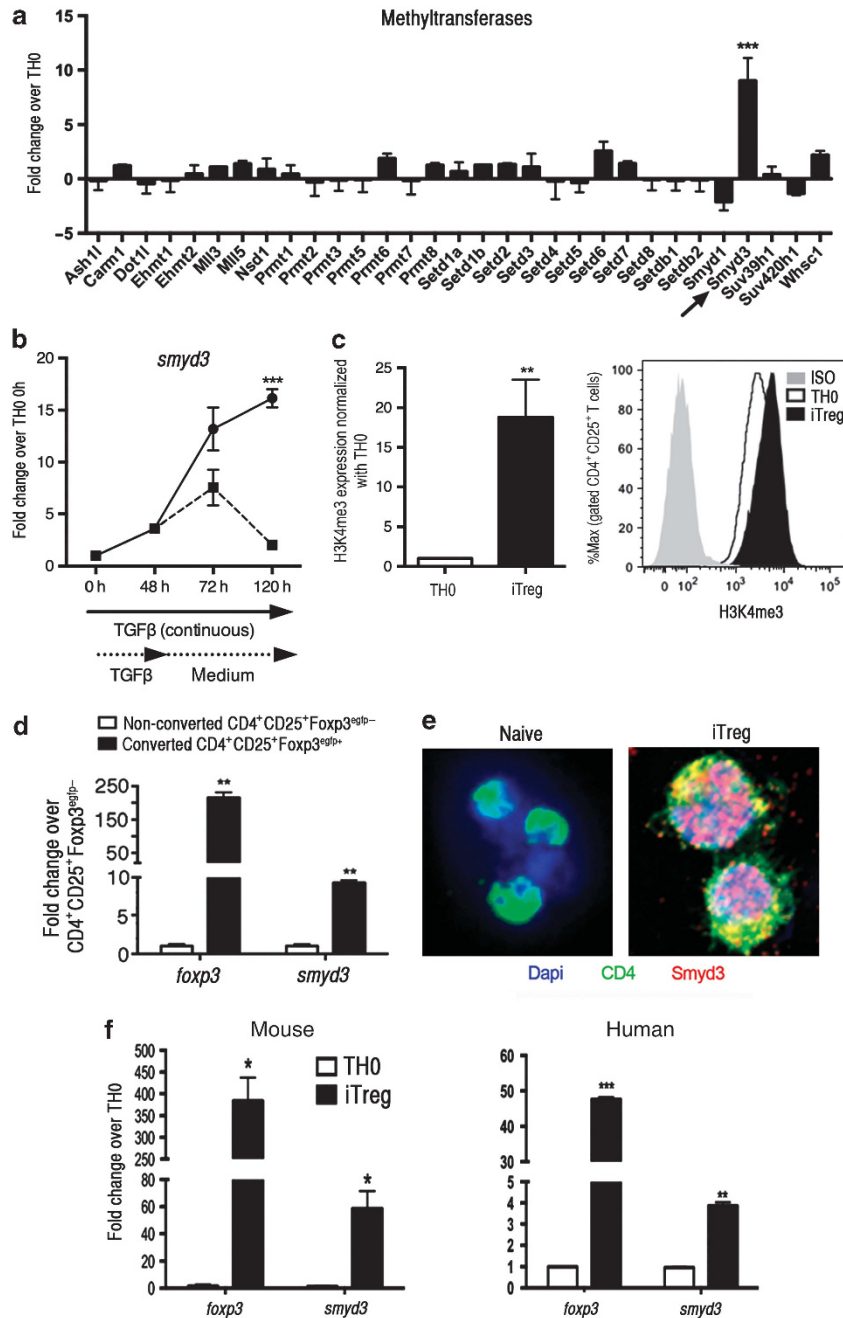 a
Methyltransferases
Fold change over TH0
15
10
5
0
−5
***
Ash1l
Carm1
Dot1l
Ehmt1
Ehmt2
Mll3
Mll5
Nsd1
Prmt1
Prmt2
Prmt3
Prmt5
Prmt6
Prmt7
Prmt8
Setd1a
Setd1b
Setd2
Setd3
Setd4
Setd5
Setd6
Setd7
Setd8
Setdb1
Setdb2
Smyd1
Smyd3
Suv39h1
Suv420h1
Whsc1
b
smyd3
Fold change over TH0 0h
20
15
10
5
0
***
0 h 48 h 72 h 120 h
TGFβ (continuous)
TGFβ Medium
c
H3K4me3 expression normalized
with TH0
25
20
15
10
5
0
**
TH0 iTreg
%Max (gated CD4⁺CD25⁺ T cells)
100
80
60
40
20
0
ISO
TH0
iTreg
0 10² 10³ 10⁴ 10⁵
H3K4me3
d
Non-converted CD4⁺CD25⁺Foxp3ᵉᵍᶠᵖ⁻
Converted CD4⁺CD25⁺Foxp3ᵉᵍᶠᵖ⁺
Fold change over
CD4⁺CD25⁺Foxp3ᵉᵍᶠᵖ⁻
250
200
150
100
50
10
5
0
**
**
foxp3 smyd3
e
Naive iTreg
Dapi CD4 Smyd3
f
Mouse
Fold change over TH0
500
450
400
350
300
250
80
60
40
20
0
*
*
TH0
iTreg
foxp3 smyd3
Human
60
50
40
30
5
4
3
2
1
0
***
**
foxp3 smyd3